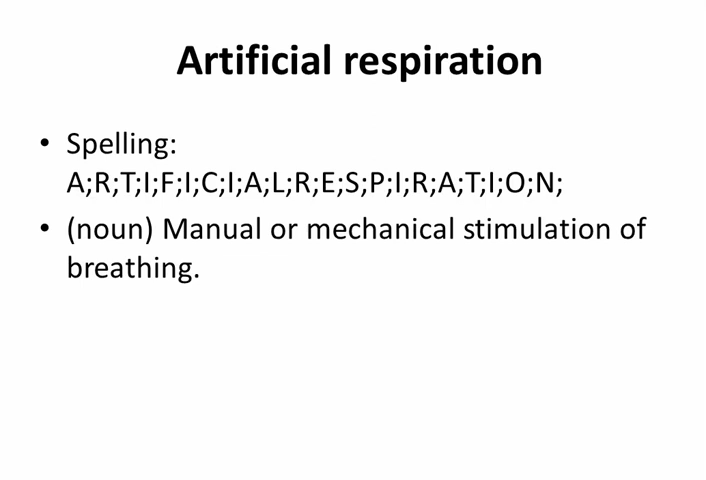 Artificial respiration
• Spelling:
A;R;T;I;F;I;C;I;A;L;R;E;S;P;I;R;A;T;I;O;N;
• (noun) Manual or mechanical stimulation of
breathing.